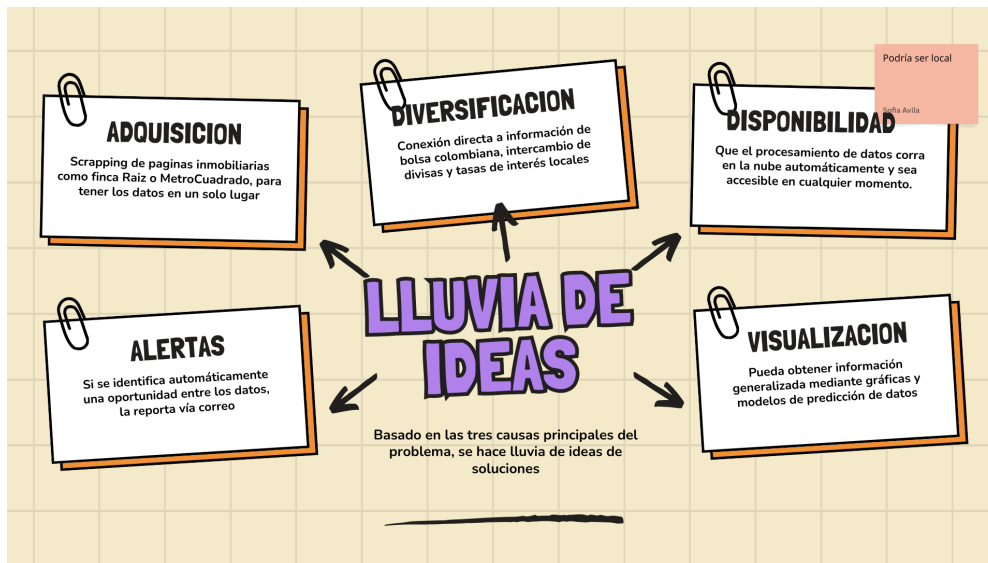 Podría ser local
Sofia Avila
ADQUISICION
Scrapping de paginas inmobiliarias
como finca Raiz o MetroCuadrado, para
tener los datos en un solo lugar
DIVERSIFICACION
Conexión directa a información de
bolsa colombiana, intercambio de
divisas y tasas de interés locales
DISPONIBILIDAD
Que el procesamiento de datos corra
en la nube automáticamente y sea
accesible en cualquier momento.
LLUVIA DE
IDEAS
ALERTAS
Si se identifica automáticamente
una oportunidad entre los datos,
la reporta vía correo
VISUALIZACION
Pueda obtener información
generalizada mediante gráficas y
modelos de predicción de datos
Basado en las tres causas principales del
problema, se hace lluvia de ideas de
soluciones